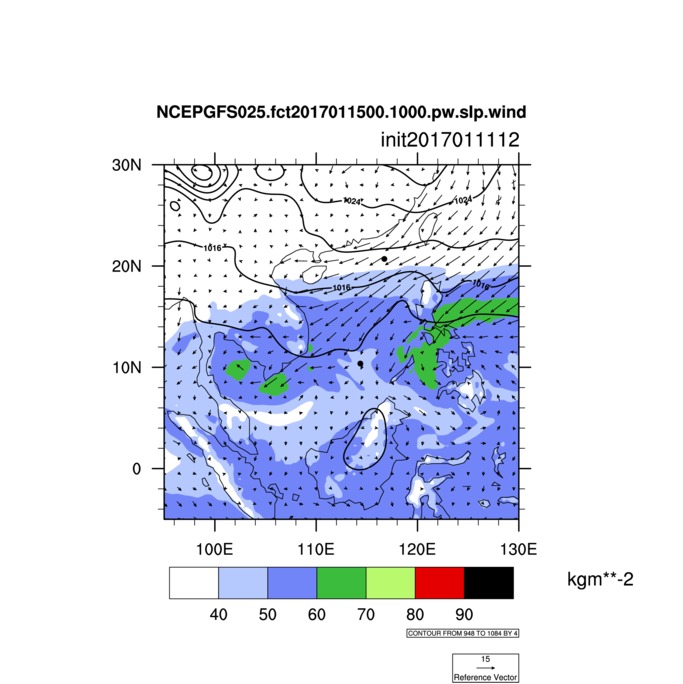 NCEPGFS025.fct2017011500.1000.pw.slp.wind
init2017011112
30N
1024
1024
1016
20N
1016
1016
10N
0
100E
110E
120E
130E
kgm**-2
40
50
60
70
80
90
CONTOUR FROM 948 TO 1084 BY 4
15
Reference Vector